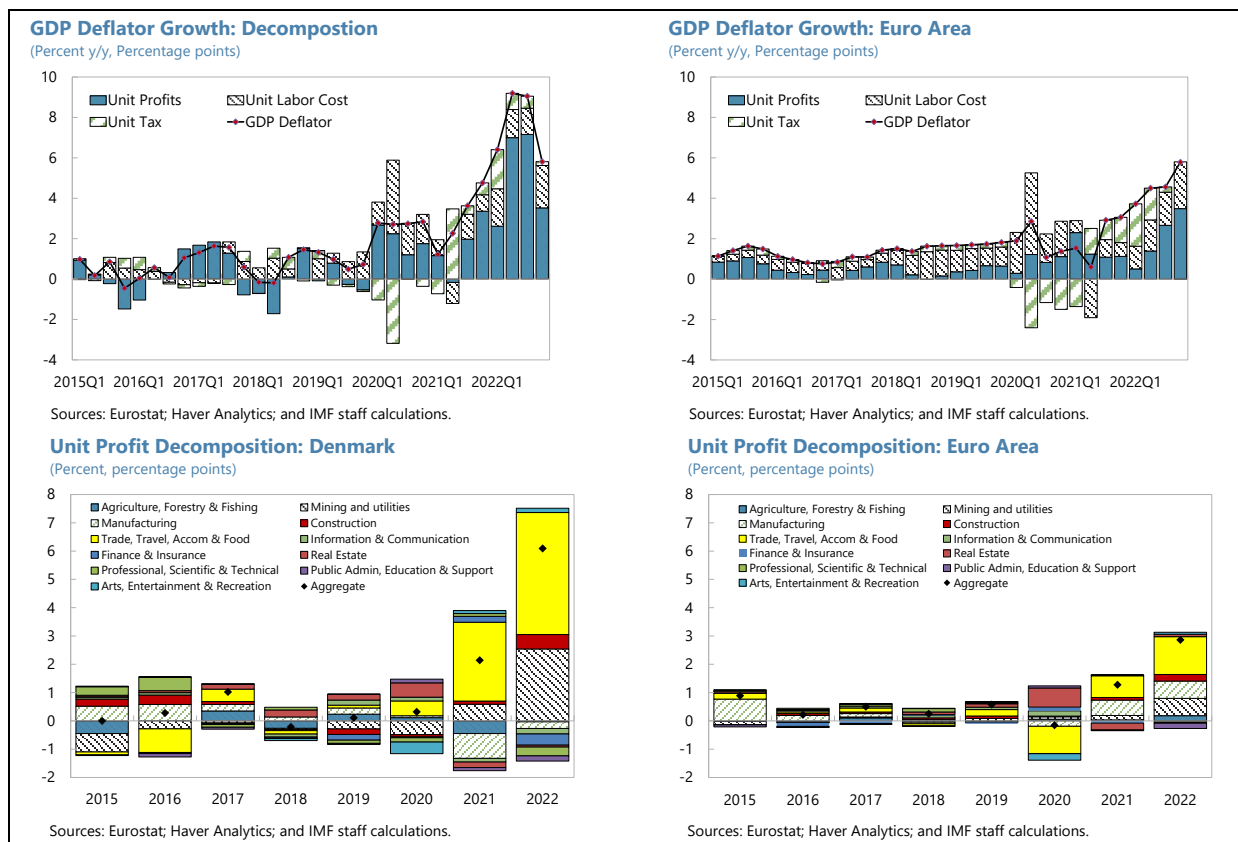 GDP Deflator Growth: Decompostion
(Percent y/y, Percentage points)
10
8
6
4
2
0
-2
-4
Unit Profits
Unit Labor Cost
Unit Tax
GDP Deflator
2015Q1 2016Q1 2017Q1 2018Q1 2019Q1 2020Q1 2021Q1 2022Q1
Sources: Eurostat; Haver Analytics; and IMF staff calculations.
GDP Deflator Growth: Euro Area
(Percent y/y, Percentage points)
10
8
6
4
2
0
-2
-4
Unit Profits
Unit Labor Cost
Unit Tax
GDP Deflator
2015Q1 2016Q1 2017Q1 2018Q1 2019Q1 2020Q1 2021Q1 2022Q1
Sources: Eurostat; Haver Analytics; and IMF staff calculations.
Unit Profit Decomposition: Denmark
(Percent, percentage points)
8
7
6
5
4
3
2
1
0
-1
-2
Agriculture, Forestry & Fishing
Mining and utilities
Manufacturing
Construction
Trade, Travel, Accom & Food
Information & Communication
Finance & Insurance
Real Estate
Professional, Scientific & Technical
Public Admin, Education & Support
Arts, Entertainment & Recreation
Aggregate
2015 2016 2017 2018 2019 2020 2021 2022
Sources: Eurostat; Haver Analytics; and IMF staff calculations.
Unit Profit Decomposition: Euro Area
(Percent, percentage points)
8
7
6
5
4
3
2
1
0
-1
-2
Agriculture, Forestry & Fishing
Mining and utilities
Manufacturing
Construction
Trade, Travel, Accom & Food
Information & Communication
Finance & Insurance
Real Estate
Professional, Scientific & Technical
Public Admin, Education & Support
Arts, Entertainment & Recreation
Aggregate
2015 2016 2017 2018 2019 2020 2021 2022
Sources: Eurostat; Haver Analytics; and IMF staff calculations.